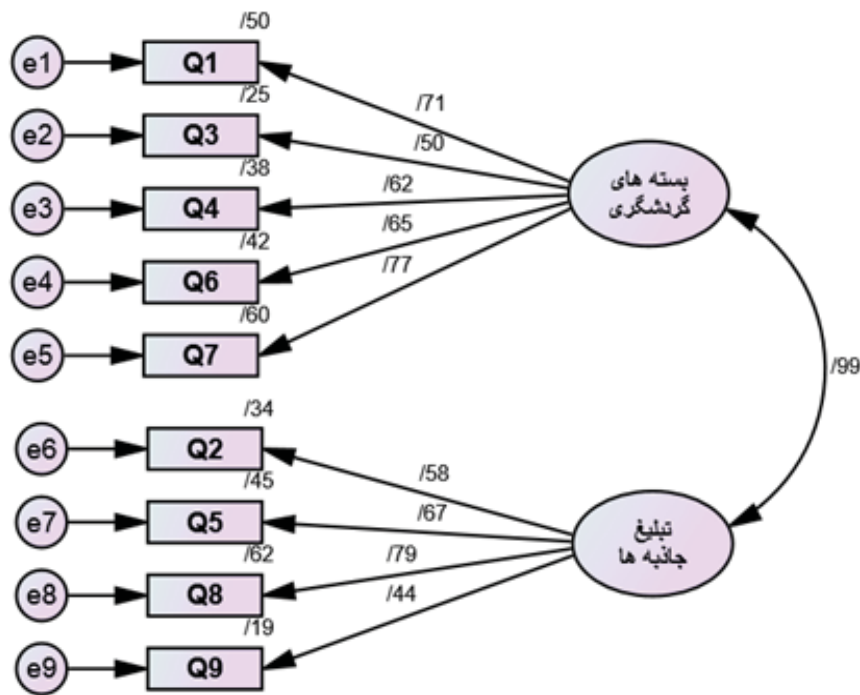 /50
e1 Q1
/71
/25
e2 Q3
/50
/38
e3 Q4
/62
بسته های
گردشگری
/42
e4 Q6
/65
/60
e5 Q7
/77
/99
/34
e6 Q2
/58
/45
e7 Q5
/67
تبلیغ
جاذبه ها
/62
e8 Q8
/79
/19
e9 Q9
/44